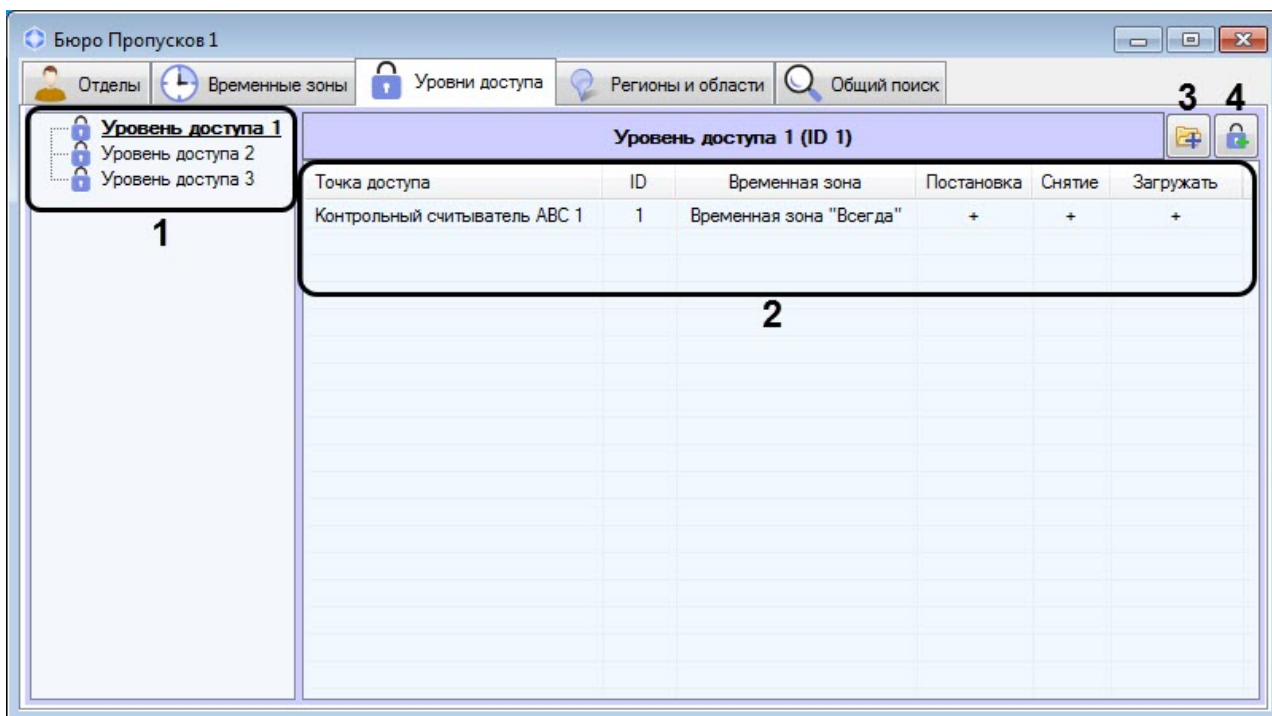 Бюро Пропусков 1
Отделы Временные зоны Уровни доступа Регионы и области Общий поиск
3 4
Уровень доступа 1
Уровень доступа 2
Уровень доступа 3
1
Уровень доступа 1 (ID 1)
Точка доступа ID Временная зона Постановка Снятие Загружать
Контрольный считыватель ABC 1 1 Временная зона "Всегда" + + +
2